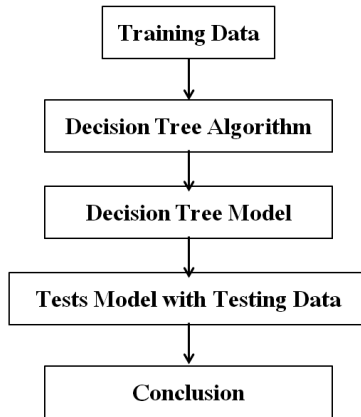 Training Data
Decision Tree Algorithm
Decision Tree Model
Tests Model with Testing Data
Conclusion